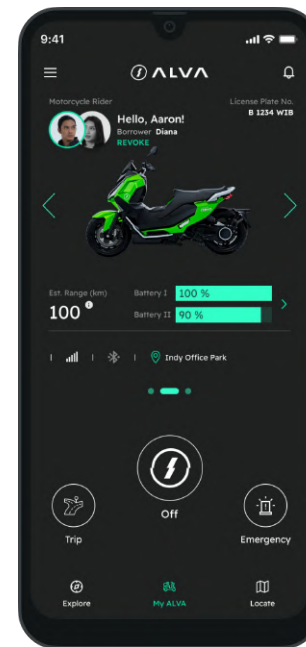 9:41
ALVA
Motorcycle Rider
License Plate No.
Hello, Aaron!
B 1234 WIB
Borrower Diana
REVOKE
Est. Range (km)
Battery I 100 %
100
Battery II 90 %
Indy Office Park
Off
Trip
Emergency
Explore
My ALVA
Locate